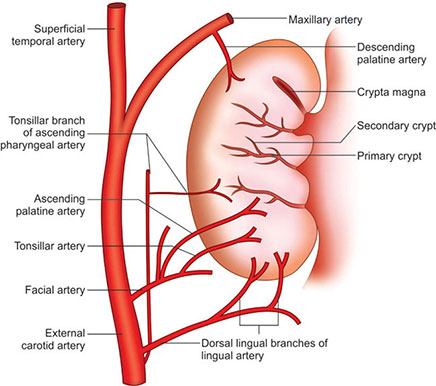 Superficial
temporal artery
Tonsillar branch
of ascending
pharyngeal artery
Ascending
palatine artery
Tonsillar artery
Facial artery
External
carotid artery
Maxillary artery
Descending
palatine artery
Crypta magna
Secondary crypt
Primary crypt
Dorsal lingual branches of
lingual artery